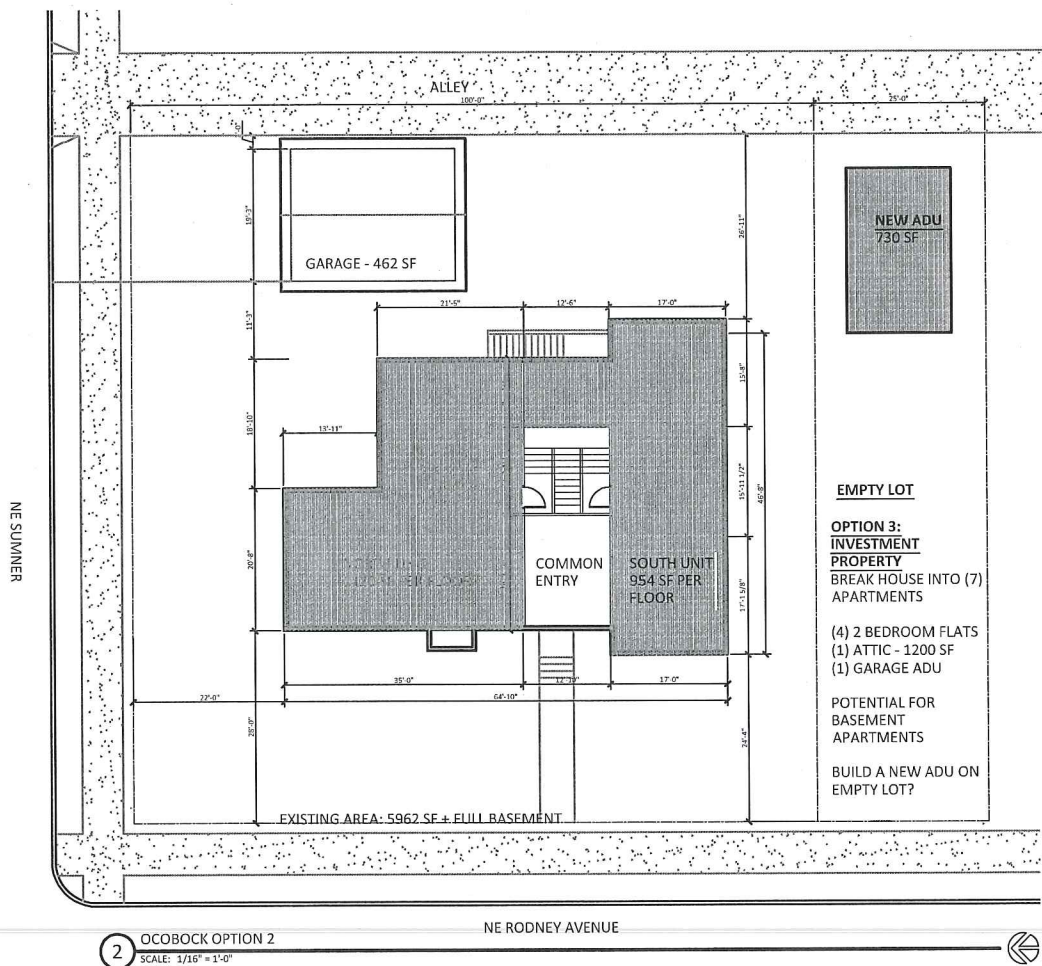 ALLEY
100'-0"
25'-0"
19'-3"
26'-11"
NEW ADU
730 SF
GARAGE - 462 SF
11'-3"
21'-5"
12'-6"
17'-0"
15'-8"
18'-10"
13'-11"
46'-8"
15'-11 1/2"
EMPTY LOT
NE SUMNER
OPTION 3:
INVESTMENT
PROPERTY
BREAK HOUSE INTO (7)
APARTMENTS
20'-8"
COMMON
ENTRY
SOUTH UNIT
954 SF PER
FLOOR
17'-1 5/8"
(4) 2 BEDROOM FLATS
(1) ATTIC - 1200 SF
(1) GARAGE ADU
35'-0"
12'-10"
17'-0"
22'-0"
64'-10"
POTENTIAL FOR
BASEMENT
APARTMENTS
24'-4"
BUILD A NEW ADU ON
EMPTY LOT?
EXISTING AREA: 5962 SF + FULL BASEMENT
NE RODNEY AVENUE
2
OCOBOCK OPTION 2
SCALE: 1/16" = 1'-0"